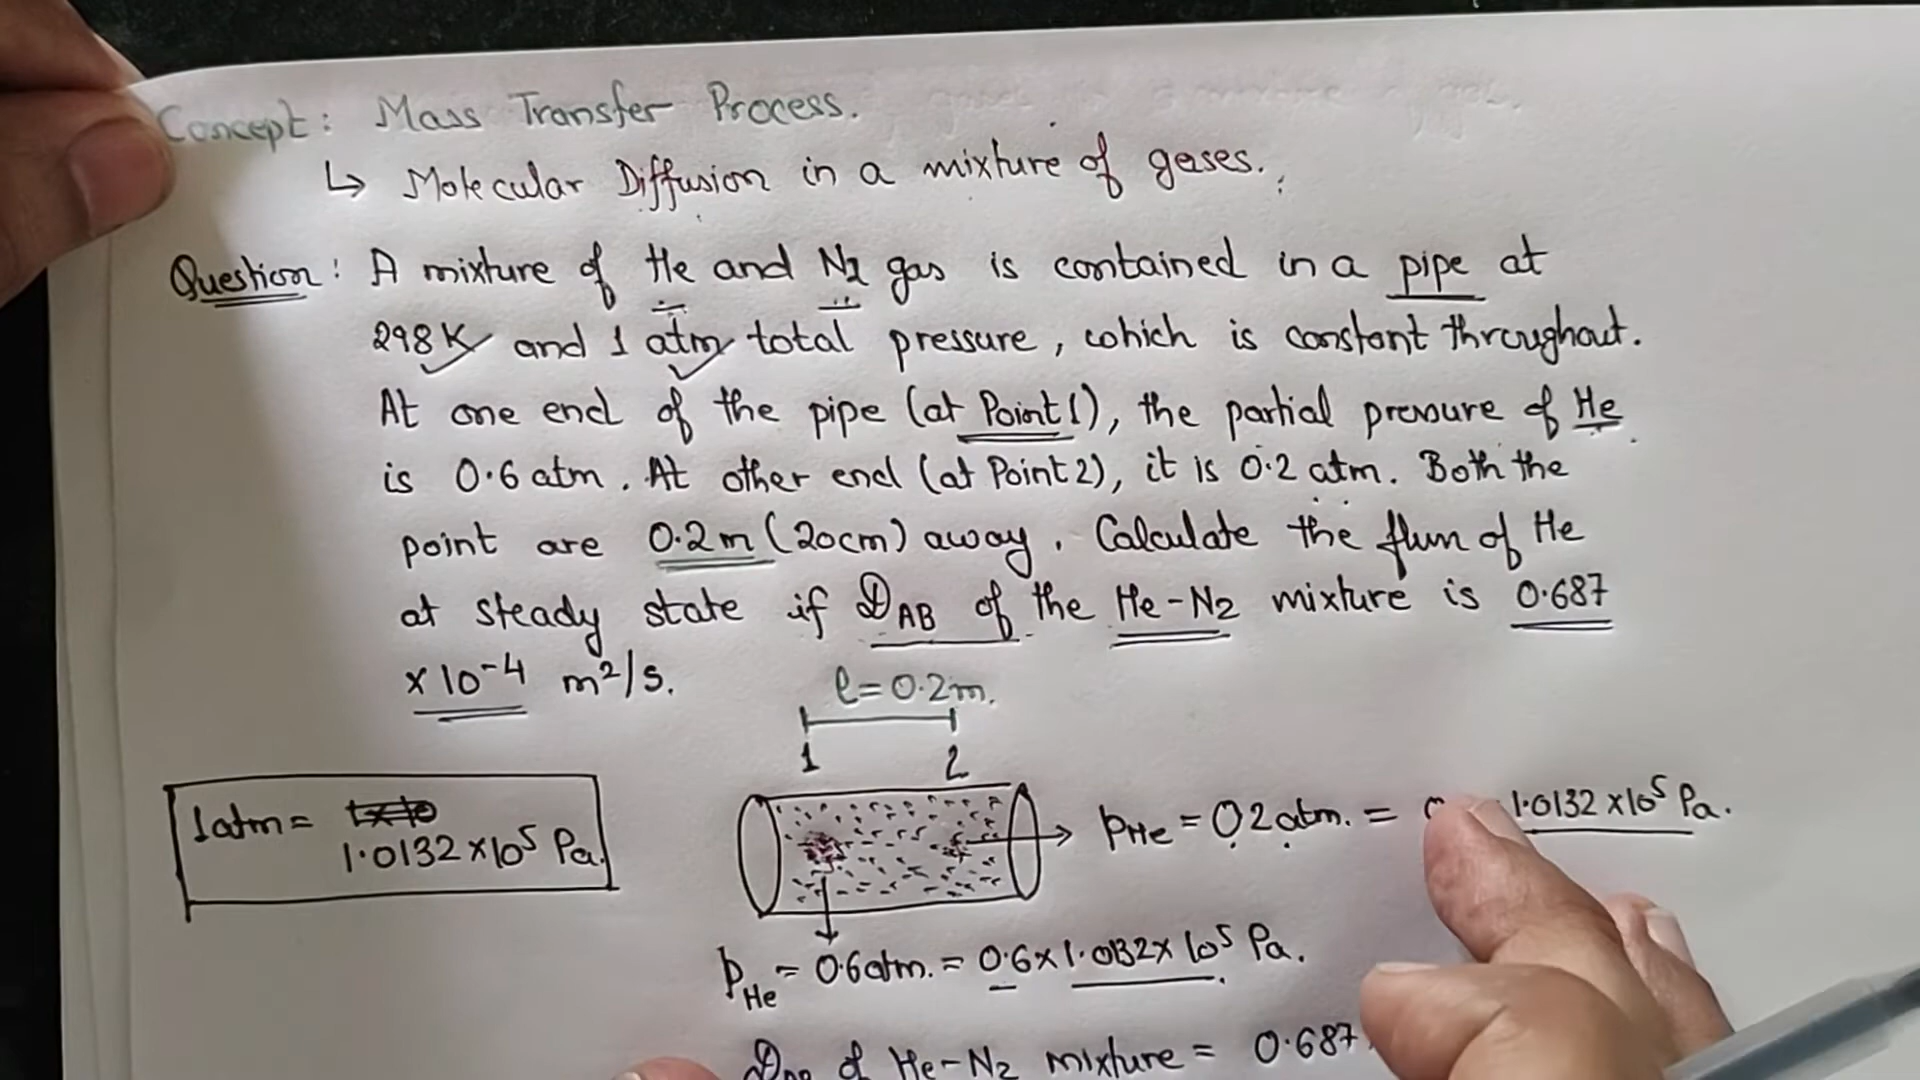 Concept: Mass Transfer Process.
↳ Molecular Diffusion in a mixture of gases.
Question: A mixture of He and N2 gas is contained in a pipe at
298K and 1 atm total pressure, which is constant throughout.
At one end of the pipe (at Point 1), the partial pressure of He
is 0.6 atm. At other end (at Point 2), it is 0.2 atm. Both the
point are 0.2m (20cm) away. Calculate the flux of He
at steady state if DAB of the He-N2 mixture is 0.687
×10⁻⁴ m²/s.
l=0.2m.
1 2
1atm =
1.0132×10⁵ Pa.
PHe = 0.2 atm. = 1.0132×10⁵ Pa.
PHe = 0.6 atm. = 0.6×1.0132×10⁵ Pa.
of He-N2 mixture = 0.687